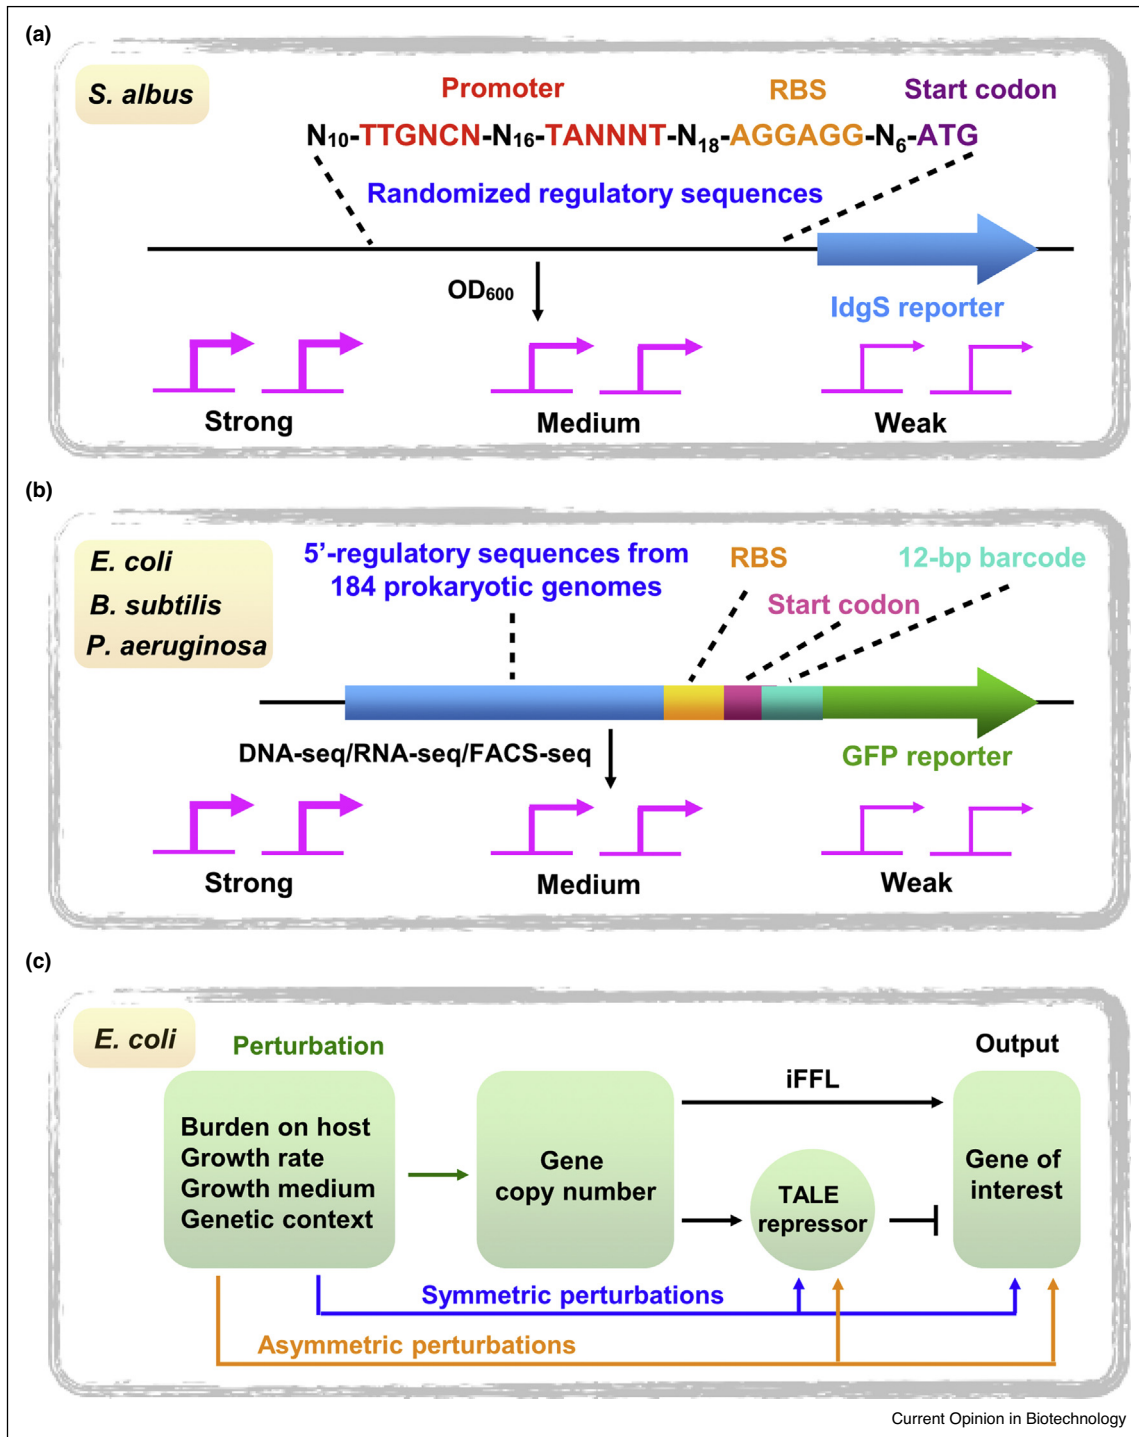 (a)
S. albus
Promoter
RBS
Start codon
N10-TTGNCN-N16-TANNNT-N18-AGGAGG-N6-ATG
Randomized regulatory sequences
OD600
IdgS reporter
Strong
Medium
Weak
(b)
E. coli
B. subtilis
P. aeruginosa
5’-regulatory sequences from
184 prokaryotic genomes
RBS
Start codon
12-bp barcode
DNA-seq/RNA-seq/FACS-seq
GFP reporter
Strong
Medium
Weak
(c)
E. coli
Perturbation
Output
Burden on host
Growth rate
Growth medium
Genetic context
Gene
copy number
iFFL
TALE
repressor
Gene of
interest
Symmetric perturbations
Asymmetric perturbations
Current Opinion in Biotechnology